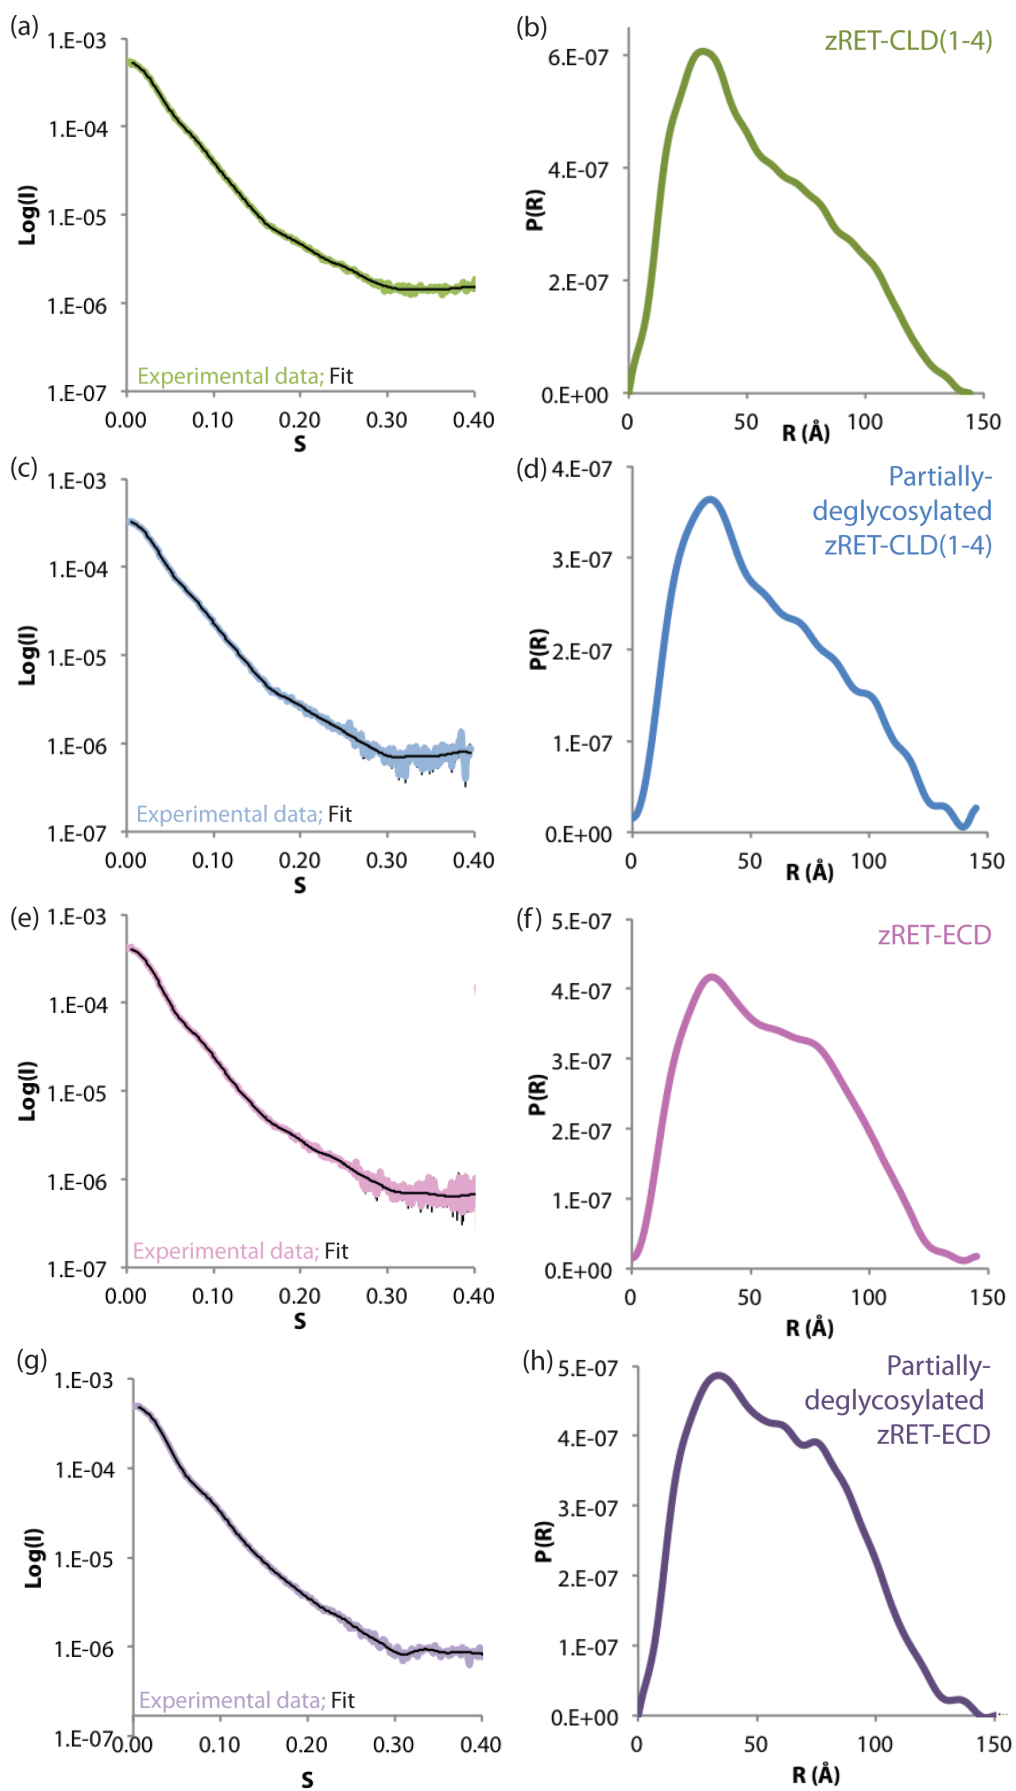 (a)
1.E-03
1.E-04
1.E-05
1.E-06
1.E-07
Log(I)
Experimental data; Fit
0.00 0.10 0.20 0.30 0.40
S
(b)
zRET-CLD(1-4)
6.E-07
4.E-07
2.E-07
0.E+00
P(R)
0 50 100 150
R (Å)
(c)
1.E-03
1.E-04
1.E-05
1.E-06
1.E-07
Log(I)
Experimental data; Fit
0.00 0.10 0.20 0.30 0.40
S
(d)
Partially-
deglycosylated
zRET-CLD(1-4)
4.E-07
3.E-07
2.E-07
1.E-07
0.E+00
P(R)
0 50 100 150
R (Å)
(e)
1.E-03
1.E-04
1.E-05
1.E-06
1.E-07
Log(I)
Experimental data; Fit
0.00 0.10 0.20 0.30 0.40
S
(f)
zRET-ECD
5.E-07
4.E-07
3.E-07
2.E-07
1.E-07
0.E+00
P(R)
0 50 100 150
R (Å)
(g)
1.E-03
1.E-04
1.E-05
1.E-06
1.E-07
Log(I)
Experimental data; Fit
0.00 0.10 0.20 0.30 0.40
S
(h)
Partially-
deglycosylated
zRET-ECD
5.E-07
4.E-07
3.E-07
2.E-07
1.E-07
0.E+00
P(R)
0 50 100 150
R (Å)